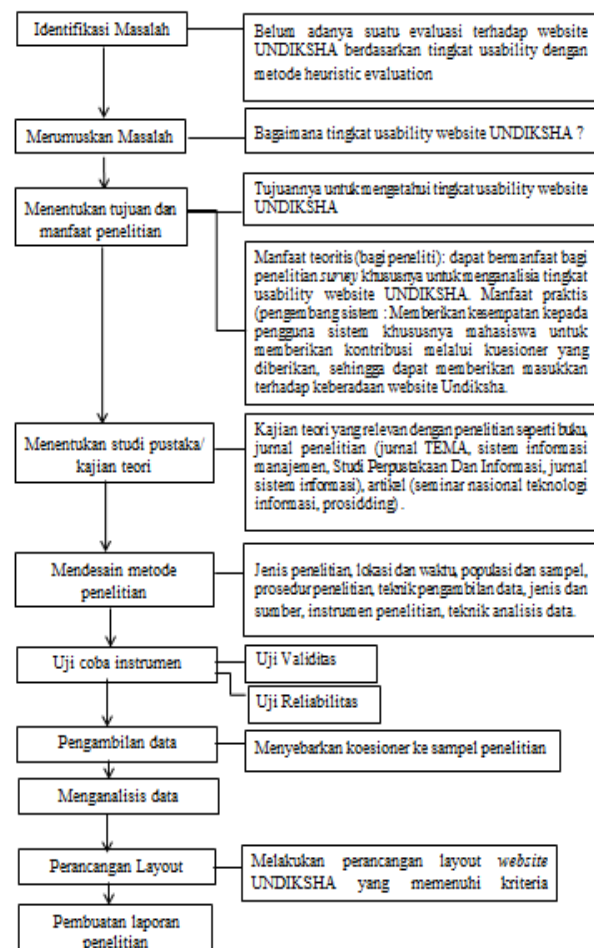 Identifikasi Masalah
Belum adanya suatu evaluasi terhadap website
UNDIKSHA berdasarkan tingkat usability dengan
metode heuristic evaluation
Merumuskan Masalah
Bagaimana tingkat usability website UNDIKSHA ?
Menentukan tujuan dan
manfaat penelitian
Tujuannya untuk mengetahui tingkat usability website
UNDIKSHA
Manfaat teoritis (bagi peneliti): dapat bermanfaat bagi
penelitian survey khususnya untuk menganalisia tingkat
usability website UNDIKSHA. Manfaat praktis
(pengembang sistem : Memberikan kesempatan kepada
pengguna sistem khususnya mahasiswa untuk
memberikan kontribusi melalui kuesioner yang
diberikan, sehingga dapat memberikan masukkan
terhadap keberadaan website Undiksha.
Menentukan studi pustaka/
kajian teori
Kajian teori yang relevan dengan penelitian seperti buku,
jurnal penelitian (jurnal TEMA, sistem informasi
manajemen, Studi Perpustakaan Dan Informasi, jurnal
sistem informasi), artikel (seminar nasional teknologi
informasi, prosidding) .
Mendesain metode
penelitian
Jenis penelitian, lokasi dan waktu, populasi dan sampel,
prosedur penelitian, teknik pengambilan data, jenis dan
sumber, instrumen penelitian, teknik analisis data.
Uji coba instrumen
Uji Validitas
Uji Reliabilitas
Pengambilan data
Menyebarkan koesioner ke sampel penelitian
Menganalisis data
Perancangan Layout
Melakukan perancangan layout website
UNDIKSHA yang memenuhi kriteria
Pembuatan laporan
penelitian